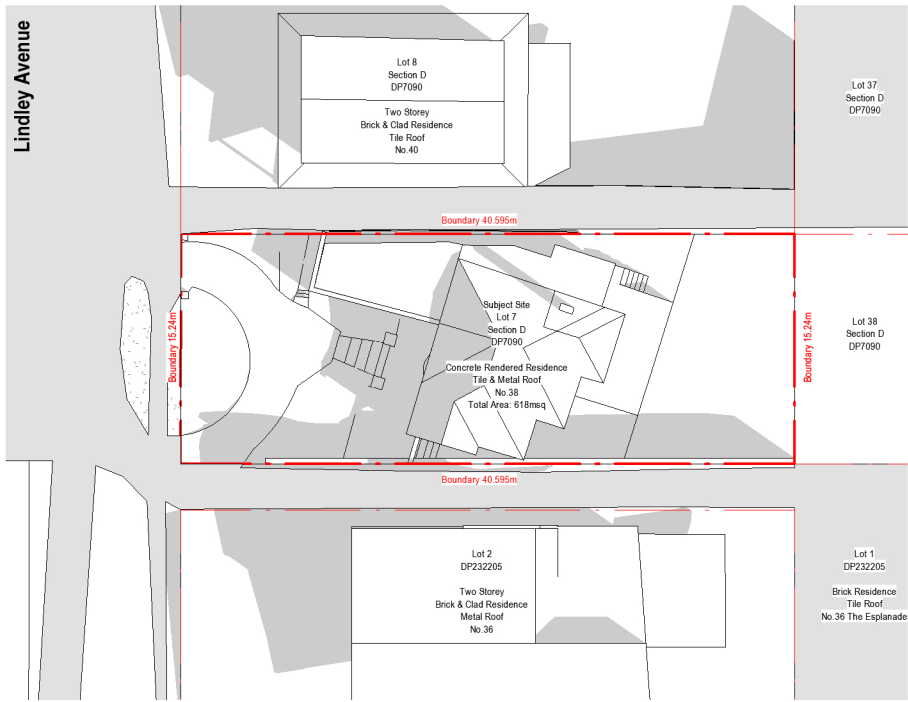 Lindley Avenue
Lot 8
Section D
DP7090
Two Storey
Brick & Clad Residence
Tile Roof
No.40
Lot 37
Section D
DP7090
Boundary 40.595m
Boundary 15.24m
Subject Site
Lot 7
Section D
DP7090
Concrete Rendered Residence
Tile & Metal Roof
No.38
Total Area: 618msq
Boundary 15.24m
Lot 38
Section D
DP7090
Boundary 40.595m
Lot 2
DP232205
Two Storey
Brick & Clad Residence
Metal Roof
No.36
Lot 1
DP232205
Brick Residence
Tile Roof
No.36 The Esplanade